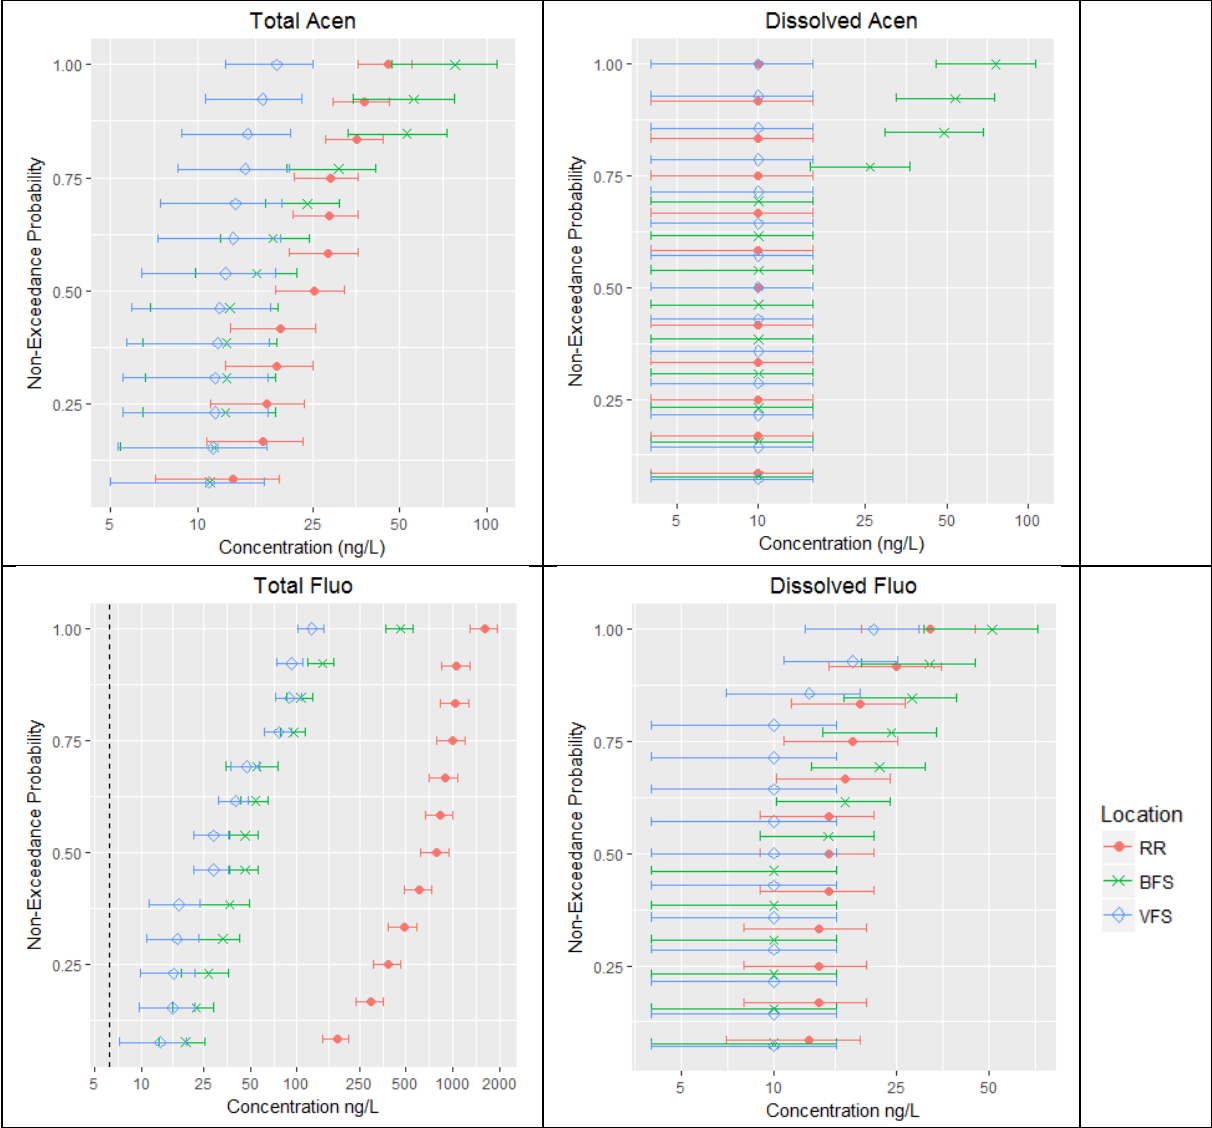 Total Acen
Non-Exceedance Probability
1.00
0.75
0.50
0.25
5 10 25 50 100
Concentration (ng/L)
Dissolved Acen
Non-Exceedance Probability
1.00
0.75
0.50
0.25
5 10 25 50 100
Concentration (ng/L)
Total Fluo
Non-Exceedance Probability
1.00
0.75
0.50
0.25
5 10 25 50 100 250 500 1000 2000
Concentration ng/L
Dissolved Fluo
Non-Exceedance Probability
1.00
0.75
0.50
0.25
5 10 25 50
Concentration ng/L
Location
RR
BFS
VFS